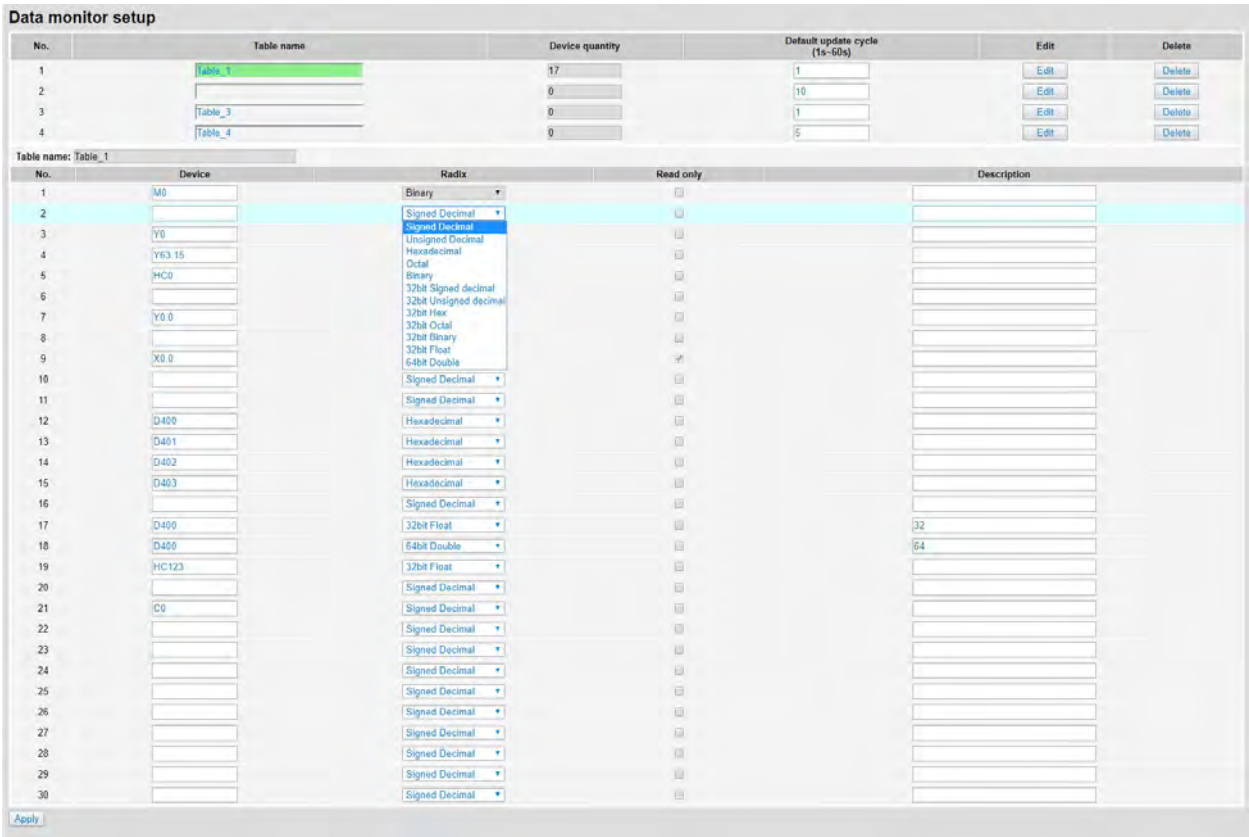 Data monitor setup
No. Table name Device quantity Default update cycle (1s~60s) Edit Delete
1 Table_1 17 1 Edit Delete
2 0 10 Edit Delete
3 Table_3 0 1 Edit Delete
4 Table_4 0 5 Edit Delete
Table name: Table_1
No. Device Radix Read only Description
1 M0 Binary
2 Signed Decimal
Signed Decimal
3 Y0 Unsigned Decimal
4 Y63.15 Hexadecimal
Octal
5 HC0 Binary
6 32bit Signed decimal
32bit Unsigned decimal
7 Y0.0 32bit Hex
32bit Octal
8 32bit Binary
9 X0.0 32bit Float
64bit Double
10 Signed Decimal
11 Signed Decimal
12 D400 Hexadecimal
13 D401 Hexadecimal
14 D402 Hexadecimal
15 D403 Hexadecimal
16 Signed Decimal
17 D400 32bit Float 32
18 D400 64bit Double 64
19 HC123 32bit Float
20 Signed Decimal
21 C0 Signed Decimal
22 Signed Decimal
23 Signed Decimal
24 Signed Decimal
25 Signed Decimal
26 Signed Decimal
27 Signed Decimal
28 Signed Decimal
29 Signed Decimal
30 Signed Decimal
Apply